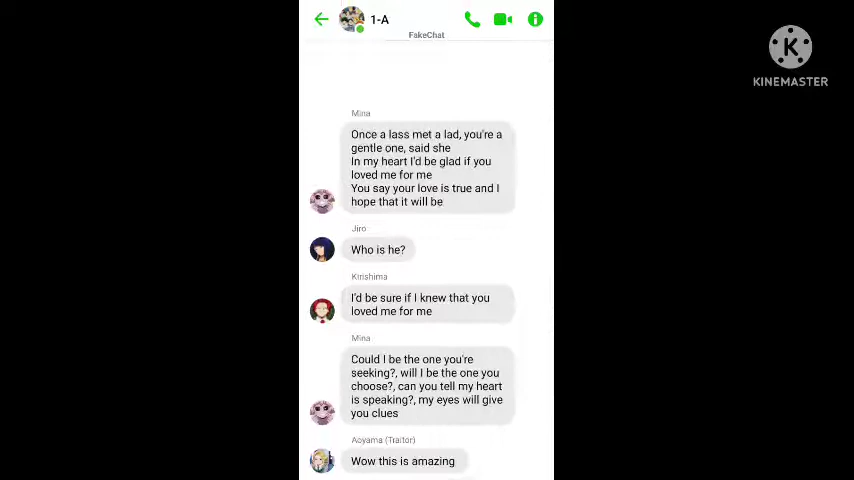 1-A
FakeChat
K
KINEMASTER
Mina
Once a lass met a lad, you're a
gentle one, said she
In my heart I'd be glad if you
loved me for me
You say your love is true and I
hope that it will be
Jiro
Who is he?
Kirishima
I'd be sure if I knew that you
loved me for me
Mina
Could I be the one you're
seeking?, will I be the one you
choose?, can you tell my heart
is speaking?, my eyes will give
you clues
Aoyama (Traitor)
Wow this is amazing